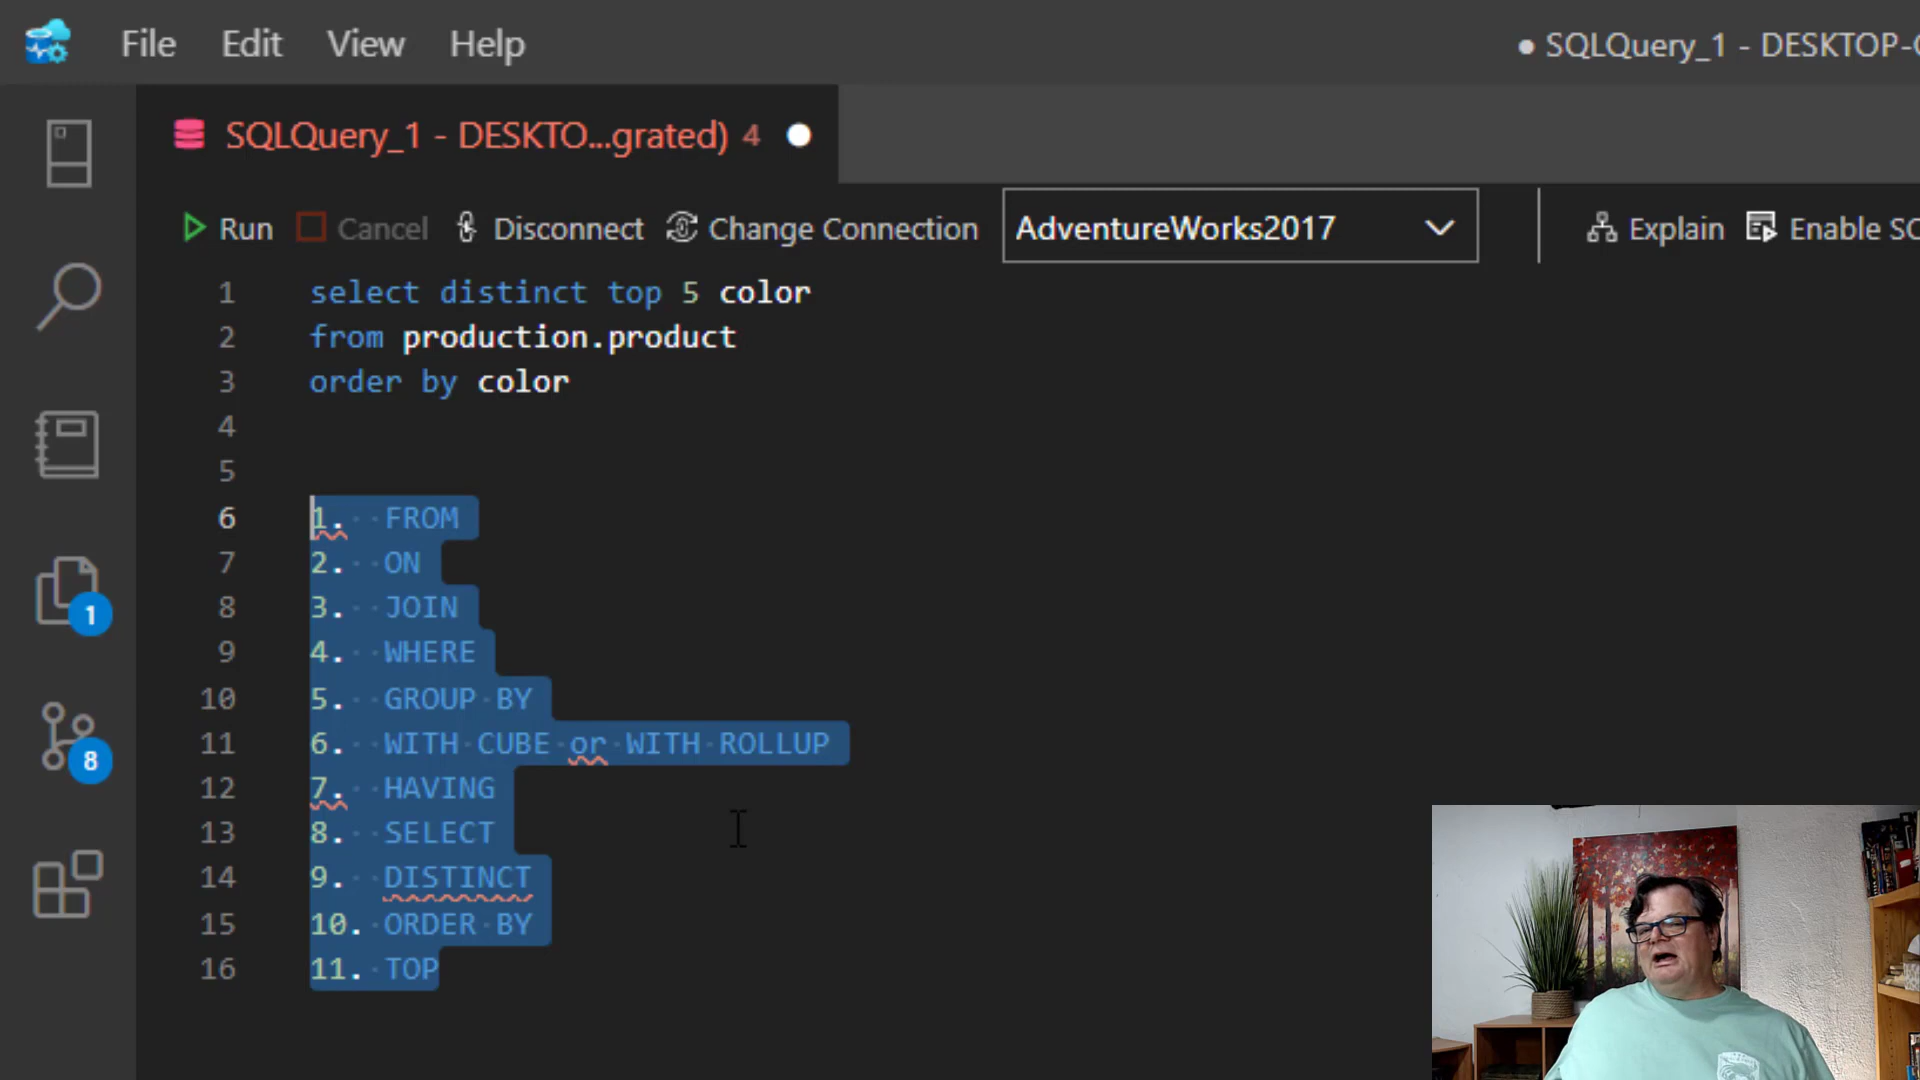 File Edit View Help
● SQLQuery_1 - DESKTOP-
SQLQuery_1 - DESKTO...grated) 4
Run Cancel Disconnect Change Connection AdventureWorks2017 Explain Enable
1 select distinct top 5 color
2 from production.product
3 order by color
4
5
6 1. FROM
7 2. ON
8 3. JOIN
9 4. WHERE
10 5. GROUP BY
11 6. WITH CUBE or WITH ROLLUP
12 7. HAVING
13 8. SELECT
14 9. DISTINCT
15 10. ORDER BY
16 11. TOP
1
8